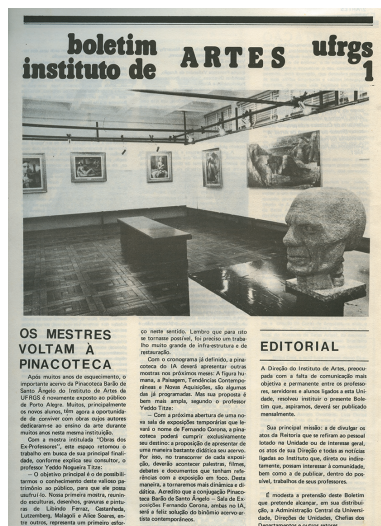 boletim
instituto de ARTES ufrgs
1
OS MESTRES
VOLTAM À
PINACOTECA
Após muitos anos de esquecimento, o
importante acervo da Pinacoteca Barão de
Santo Ângelo do Instituto de Artes da
UFRGS é novamente exposto ao público
de Porto Alegre. Muitos, principalmente
os novos alunos, têm agora a oportunida-
de de conviver com obras cujos autores
dedicaram-se ao ensino da arte durante
muitos anos nesta mesma instituição.
Com a mostra intitulada "Obras dos
Ex-Professores", este espaço retomou o
trabalho em busca de sua principal finali-
dade, conforme explica seu consultor, o
professor Yeddo Nogueira Titze:
— O objetivo principal é o de possibili-
tarmos o conhecimento deste valioso pa-
trimônio ao público, para que ele possa
usufruí-lo. Nossa primeira mostra, reunin-
do esculturas, desenhos, gravuras e pintu-
ras de Libindo Ferraz, Castanheda,
Lutzemberg, Malagoli e Alice Soares, en-
tre outros, representa um primeiro esfor-
ço neste sentido. Lembro que para isto
se tornasse possível, foi preciso um traba-
lho muito grande de infra-estrutura e de
restauração.
Com o cronograma já definido, a pina-
coteca do IA deverá apresentar outras
mostras nos próximos meses: A figura hu-
mana, a Paisagem, Tendências Contempo-
râneas e Novas Aquisições, são algumas
das já programadas. Mas sua proposta é
bem mais ampla, segundo o professor
Yeddo Titze:
— Com a próxima abertura de uma no-
va sala de exposições temporárias que leva-
rá o nome de Fernando Corona, a pina-
coteca poderá cumprir exclusivamente
seu destino: a proposição de apresentar de
uma maneira bastante didática seu acervo.
Por isso, no transcorrer de cada exposi-
ção, deverão acontecer palestras, filmes,
debates e documentos que tenham refe-
rências com a exposição em foco. Desta
maneira, a tornaremos mais dinâmica e di-
dática. Acredito que a conjugação Pinaco-
teca Barão de Santo Ângelo — Sala de Ex-
posições Fernando Corona, ambas no IA,
será a feliz solução do binômio acervo-ar-
tistas contemporâneos.
EDITORIAL
A Direção do Instituto de Artes, preocu-
pada com a falta de comunicação mais
objetiva e permanente entre os professo-
res, servidores e alunos ligados a esta Uni-
dade, resolveu instituir o presente Bole-
tim que, aspiramos, deverá ser publicado
mensalmente.
Sua principal missão: a de divulgar os
atos da Reitoria que se refiram ao pessoal
lotado na Unidade ou de interesse geral,
os atos de sua Direção e todas as notícias
ligadas ao Instituto que, direta ou indire-
tamente, possam interessar à comunidade,
bem como a de publicar, dentro do pos-
sível, trabalhos de seus professores.
É modesta a pretensão deste Boletim
que pretende alcançar, em sua distribui-
ção, a Administração Central da Universi-
dade, Direções de Unidades, Chefias dos